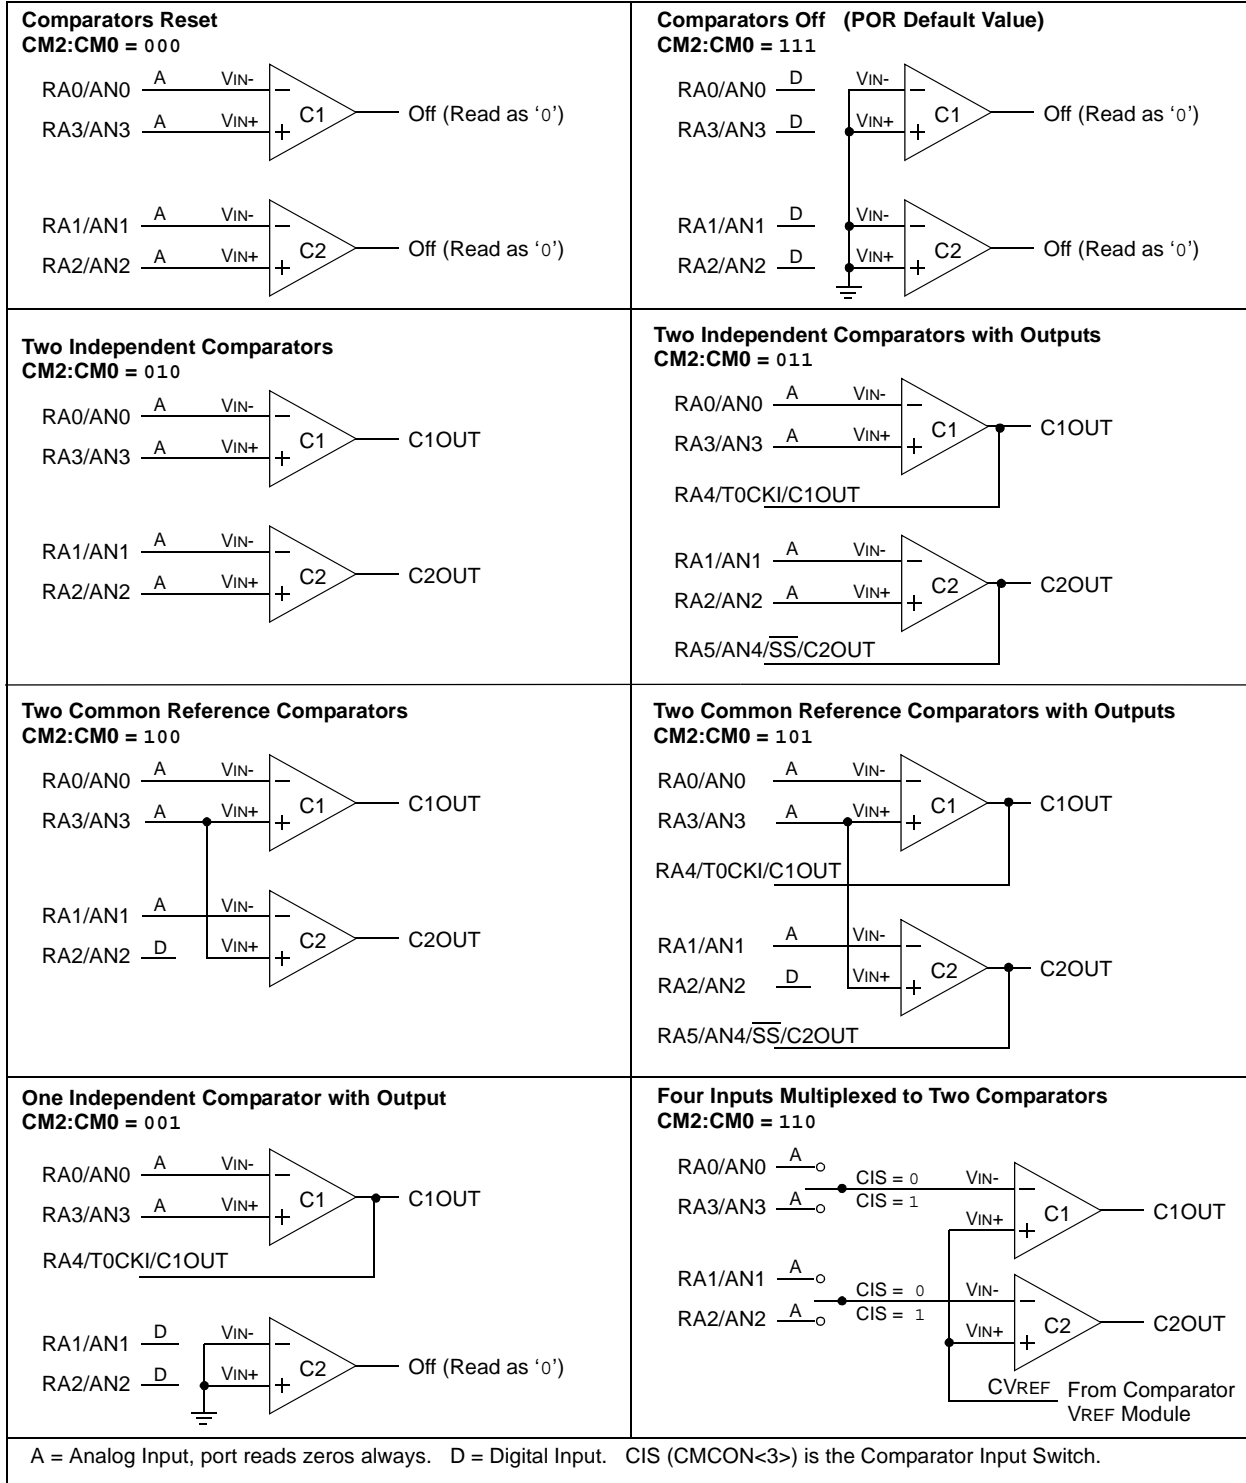 Comparators Reset
CM2:CM0 = 000
RA0/AN0 A VIN-
C1 Off (Read as ‘0’)
RA3/AN3 A VIN+
RA1/AN1 A VIN-
C2 Off (Read as ‘0’)
RA2/AN2 A VIN+
Comparators Off (POR Default Value)
CM2:CM0 = 111
RA0/AN0 D VIN-
C1 Off (Read as ‘0’)
RA3/AN3 D VIN+
RA1/AN1 D VIN-
C2 Off (Read as ‘0’)
RA2/AN2 D VIN+
Two Independent Comparators
CM2:CM0 = 010
RA0/AN0 A VIN-
C1 C1OUT
RA3/AN3 A VIN+
RA1/AN1 A VIN-
C2 C2OUT
RA2/AN2 A VIN+
Two Independent Comparators with Outputs
CM2:CM0 = 011
RA0/AN0 A VIN-
C1 C1OUT
RA3/AN3 A VIN+
RA4/T0CKI/C1OUT
RA1/AN1 A VIN-
C2 C2OUT
RA2/AN2 A VIN+
RA5/AN4/S̅S̅/C2OUT
Two Common Reference Comparators
CM2:CM0 = 100
RA0/AN0 A VIN-
C1 C1OUT
RA3/AN3 A VIN+
RA1/AN1 A VIN-
C2 C2OUT
RA2/AN2 D VIN+
Two Common Reference Comparators with Outputs
CM2:CM0 = 101
RA0/AN0 A VIN-
C1 C1OUT
RA3/AN3 A VIN+
RA4/T0CKI/C1OUT
RA1/AN1 A VIN-
C2 C2OUT
RA2/AN2 D VIN+
RA5/AN4/S̅S̅/C2OUT
One Independent Comparator with Output
CM2:CM0 = 001
RA0/AN0 A VIN-
C1 C1OUT
RA3/AN3 A VIN+
RA4/T0CKI/C1OUT
RA1/AN1 D VIN-
C2 Off (Read as ‘0’)
RA2/AN2 D VIN+
Four Inputs Multiplexed to Two Comparators
CM2:CM0 = 110
RA0/AN0 A
CIS = 0 VIN-
RA3/AN3 A CIS = 1
VIN+ C1 C1OUT
RA1/AN1 A
CIS = 0 VIN-
RA2/AN2 A CIS = 1
VIN+ C2 C2OUT
CVREF From Comparator
VREF Module
A = Analog Input, port reads zeros always. D = Digital Input. CIS (CMCON<3>) is the Comparator Input Switch.